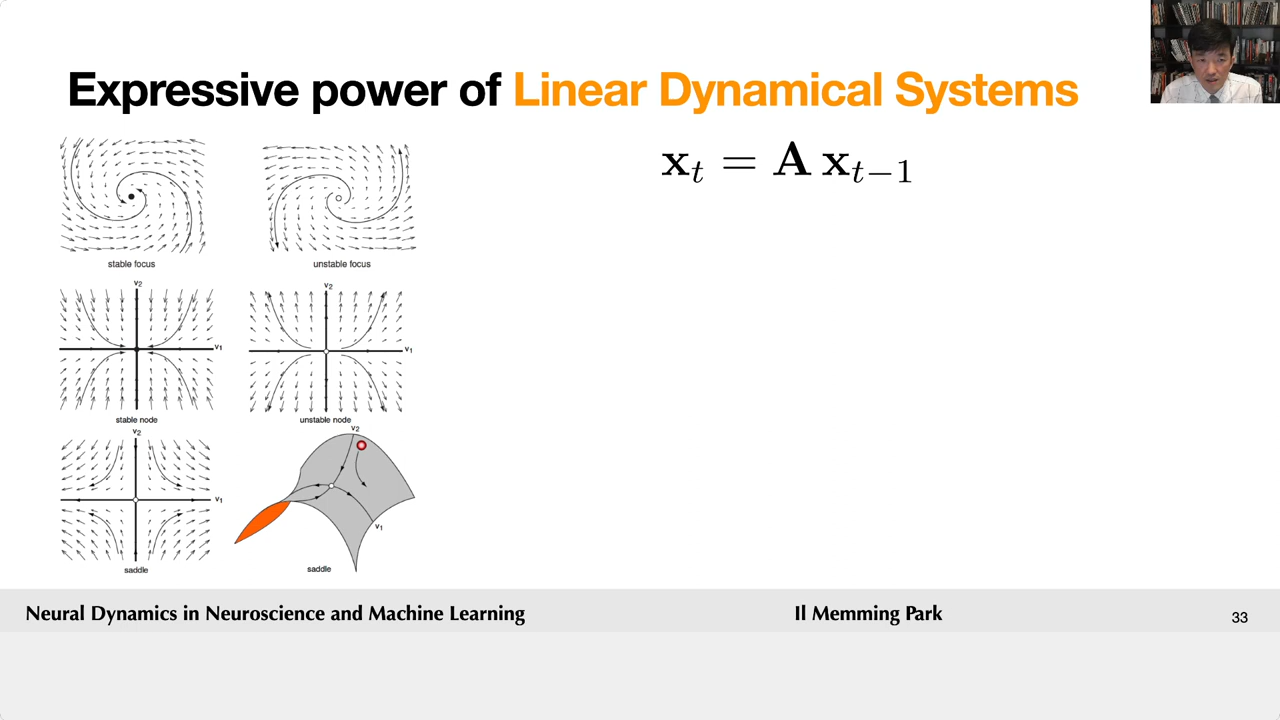 Expressive power of Linear Dynamical Systems
x_t = A x_{t−1}
stable focus
unstable focus
v2
v1
stable node
v2
v1
unstable node
v2
v1
saddle
v2
v1
saddle
Neural Dynamics in Neuroscience and Machine Learning
Il Memming Park
33